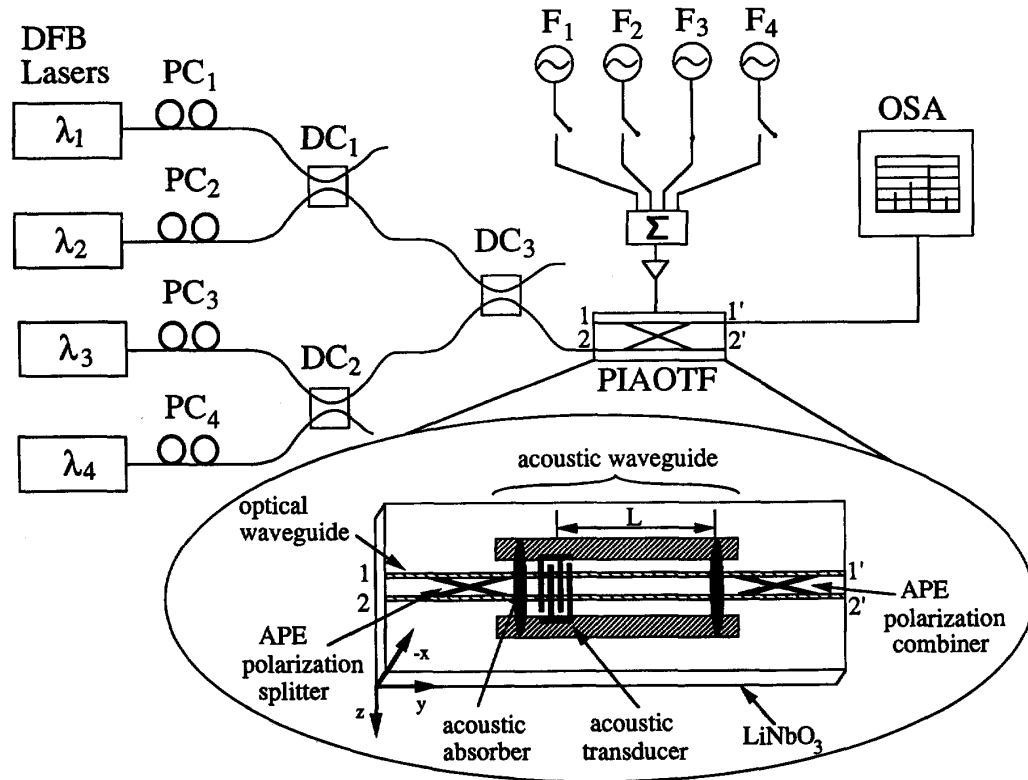 DFB
Lasers
λ1
λ2
λ3
λ4
PC1
PC2
PC3
PC4
DC1
DC2
DC3
F1 F2 F3 F4
Σ
OSA
1 1'
2 2'
PIAOTF
acoustic waveguide
optical
waveguide
L
1 1'
2 2'
APE
polarization
splitter
APE
polarization
combiner
-x
y
z
acoustic
absorber
acoustic
transducer
LiNbO3